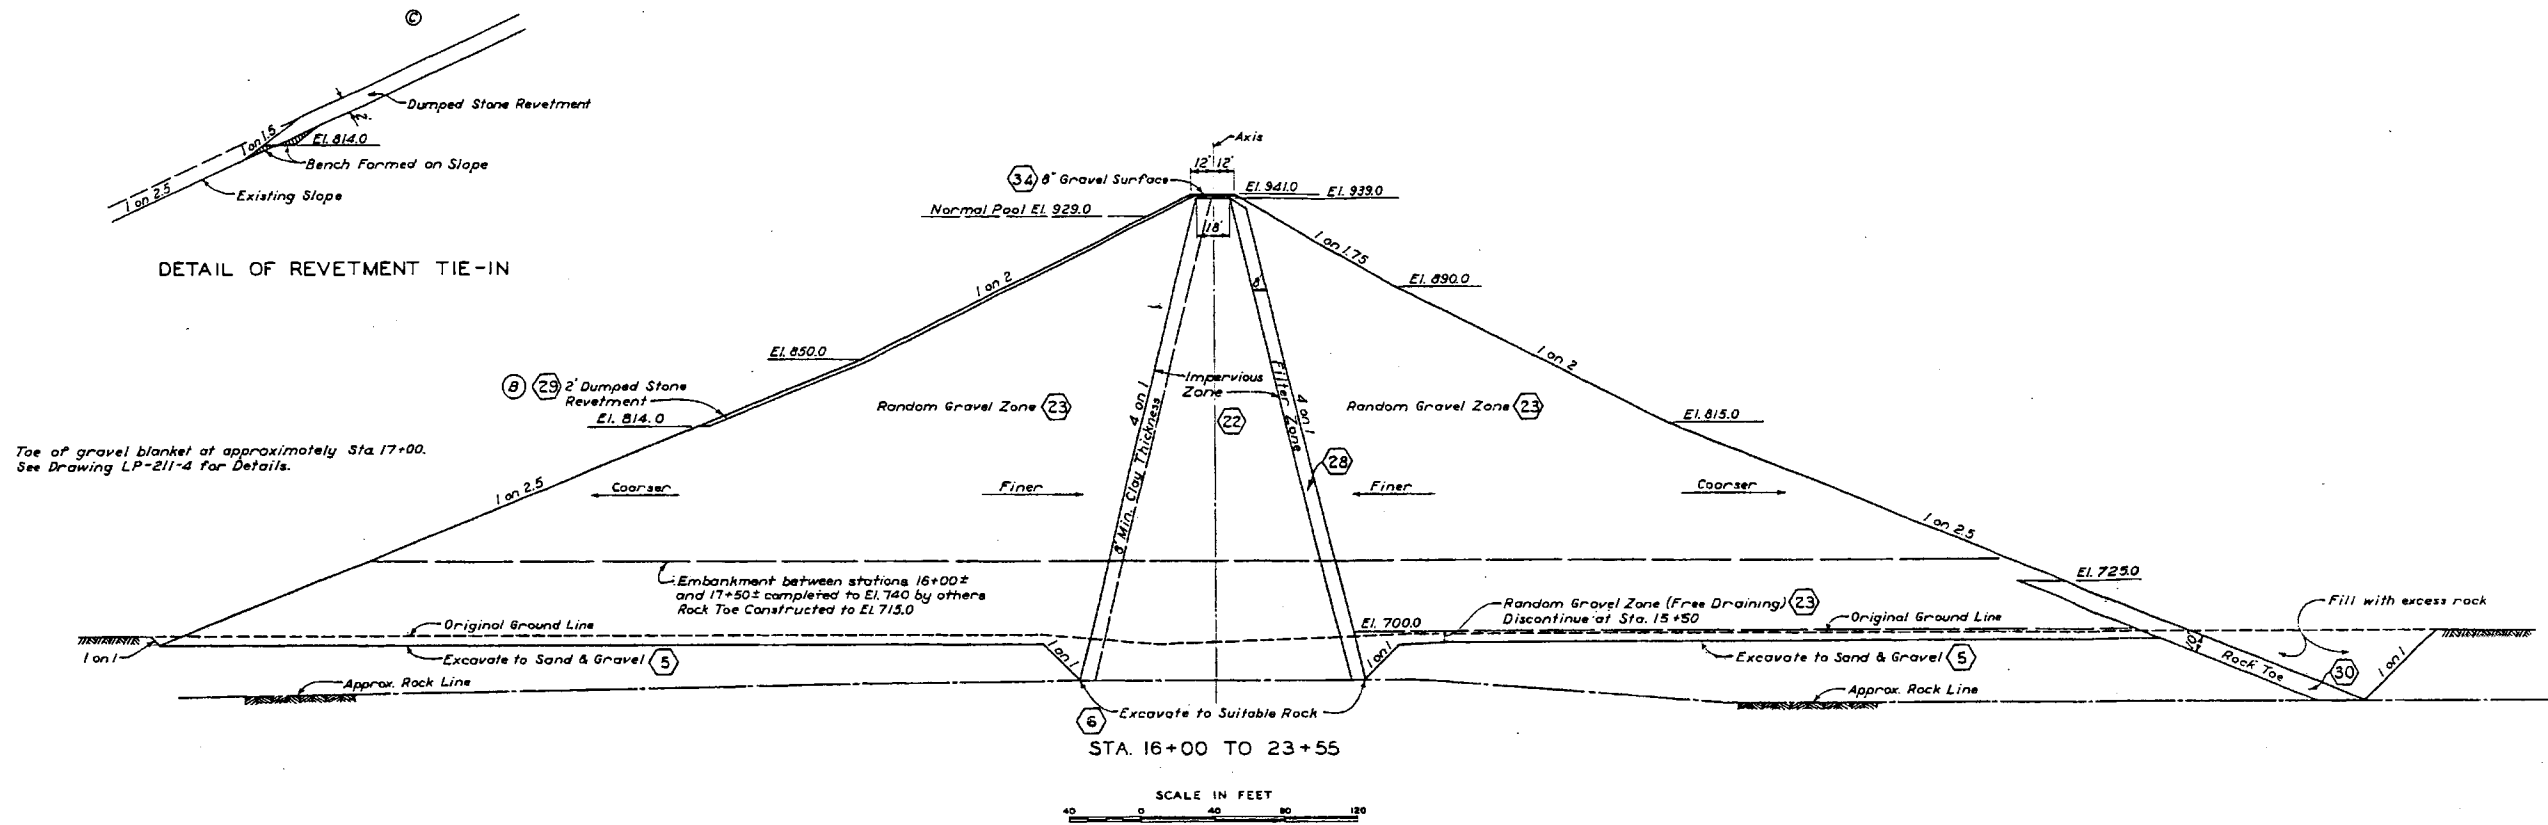 ©
Dumped Stone Revetment
2'
1 on 1.5
El. 814.0
Bench Formed on Slope
1 on 2.5
Existing Slope
DETAIL OF REVETMENT TIE-IN
Axis
12' 12'
34 8" Gravel Surface
El. 941.0 El. 939.0
Normal Pool El. 929.0
18'
1 on 1.75
1 on 2
8'
El. 890.0
El. 850.0
1 on 2
B 29 2' Dumped Stone
Revetment
El. 814.0
Impervious
Zone
Random Gravel Zone 23
22
Random Gravel Zone 23
El. 815.0
4 on 1
8' Min. Clay Thickness
Filter Zone
4 on 1
28
Toe of gravel blanket at approximately Sta. 17+00.
See Drawing LP-211-4 for Details.
1 on 2.5
Coarser
Finer
Finer
Coarser
1 on 2.5
Embankment between stations 16+00±
and 17+50± completed to El. 740 by others
Rock Toe Constructed to El. 715.0
El. 725.0
Random Gravel Zone (Free Draining) 23
Discontinue at Sta. 15+50
Fill with excess rock
Original Ground Line
El. 700.0
Original Ground Line
1 on 1
Excavate to Sand & Gravel 5
1 on 1
1 on 1
Excavate to Sand & Gravel 5
10'
Rock Toe
30
1 on 1
Approx. Rock Line
Approx. Rock Line
6 Excavate to Suitable Rock
STA. 16+00 TO 23+55
SCALE IN FEET
40 0 40 80 120